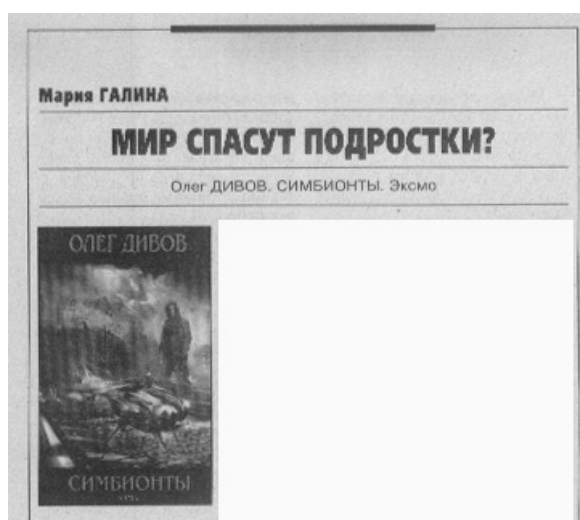 Мария ГАЛИНА
МИР СПАСУТ ПОДРОСТКИ?
Олег ДИВОВ. СИМБИОНТЫ. Эксмо
ОЛЕГ ДИВОВ
СИМБИОНТЫ